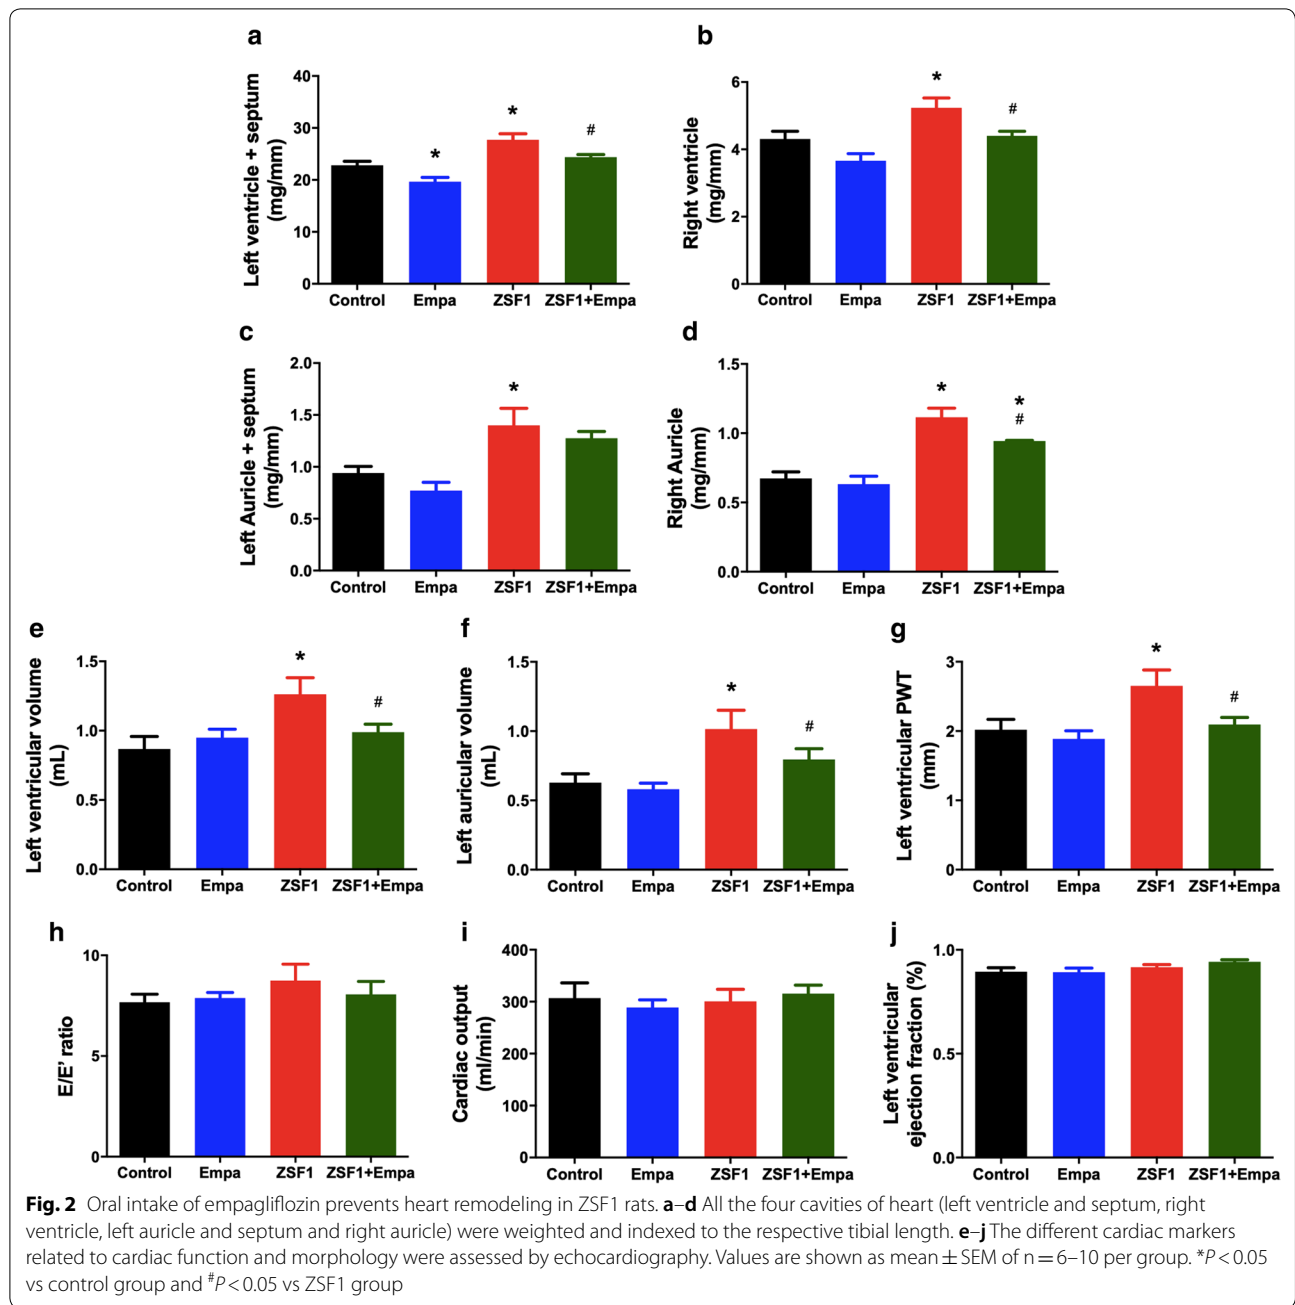 a
Left ventricle + septum
(mg/mm)
40
30
20
10
0
*
*
#
Control Empa ZSF1 ZSF1+Empa
b
Right ventricle
(mg/mm)
6
4
2
0
*
#
Control Empa ZSF1 ZSF1+Empa
c
Left Auricle + septum
(mg/mm)
2.0
1.5
1.0
0.5
0.0
*
Control Empa ZSF1 ZSF1+Empa
d
Right Auricle
(mg/mm)
1.5
1.0
0.5
0.0
*
*
#
Control Empa ZSF1 ZSF1+Empa
e
Left ventricular volume
(mL)
1.5
1.0
0.5
0.0
*
#
Control Empa ZSF1 ZSF1+Empa
f
Left auricular volume
(mL)
1.5
1.0
0.5
0.0
*
#
Control Empa ZSF1 ZSF1+Empa
g
Left ventricular PWT
(mm)
3
2
1
0
*
#
Control Empa ZSF1 ZSF1+Empa
h
E/E' ratio
10
5
0
Control Empa ZSF1 ZSF1+Empa
i
Cardiac output
(ml/min)
400
300
200
100
0
Control Empa ZSF1 ZSF1+Empa
j
Left ventricular
ejection fraction (%)
1.0
0.5
0.0
Control Empa ZSF1 ZSF1+Empa
Fig. 2 Oral intake of empagliflozin prevents heart remodeling in ZSF1 rats. a–d All the four cavities of heart (left ventricle and septum, right
ventricle, left auricle and septum and right auricle) were weighted and indexed to the respective tibial length. e–j The different cardiac markers
related to cardiac function and morphology were assessed by echocardiography. Values are shown as mean ± SEM of n = 6–10 per group. *P < 0.05
vs control group and #P < 0.05 vs ZSF1 group